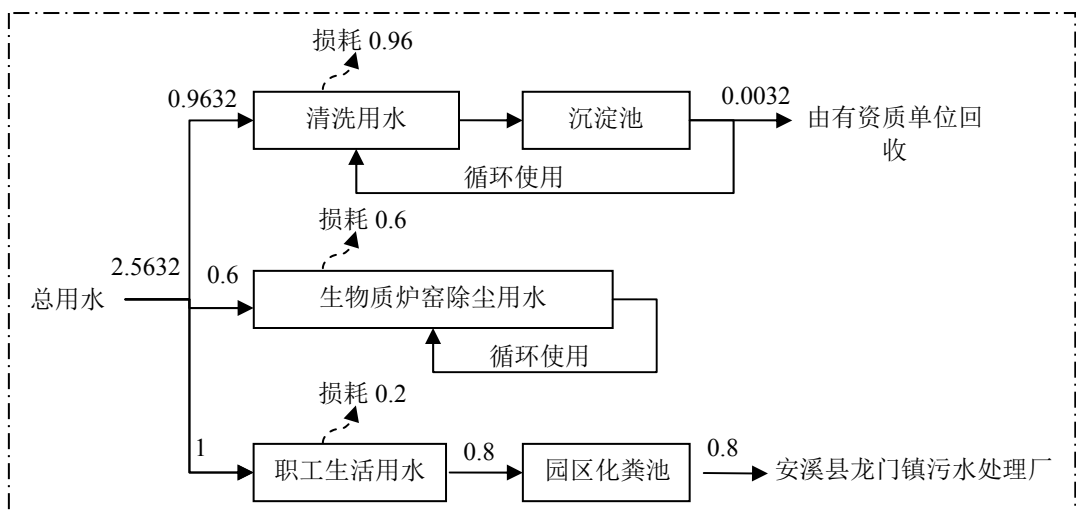 损耗 0.96
0.9632
清洗用水
沉淀池
0.0032
由有资质单位回
收
循环使用
损耗 0.6
2.5632
0.6
总用水
生物质炉窑除尘用水
循环使用
损耗 0.2
1
职工生活用水
0.8
园区化粪池
0.8
安溪县龙门镇污水处理厂